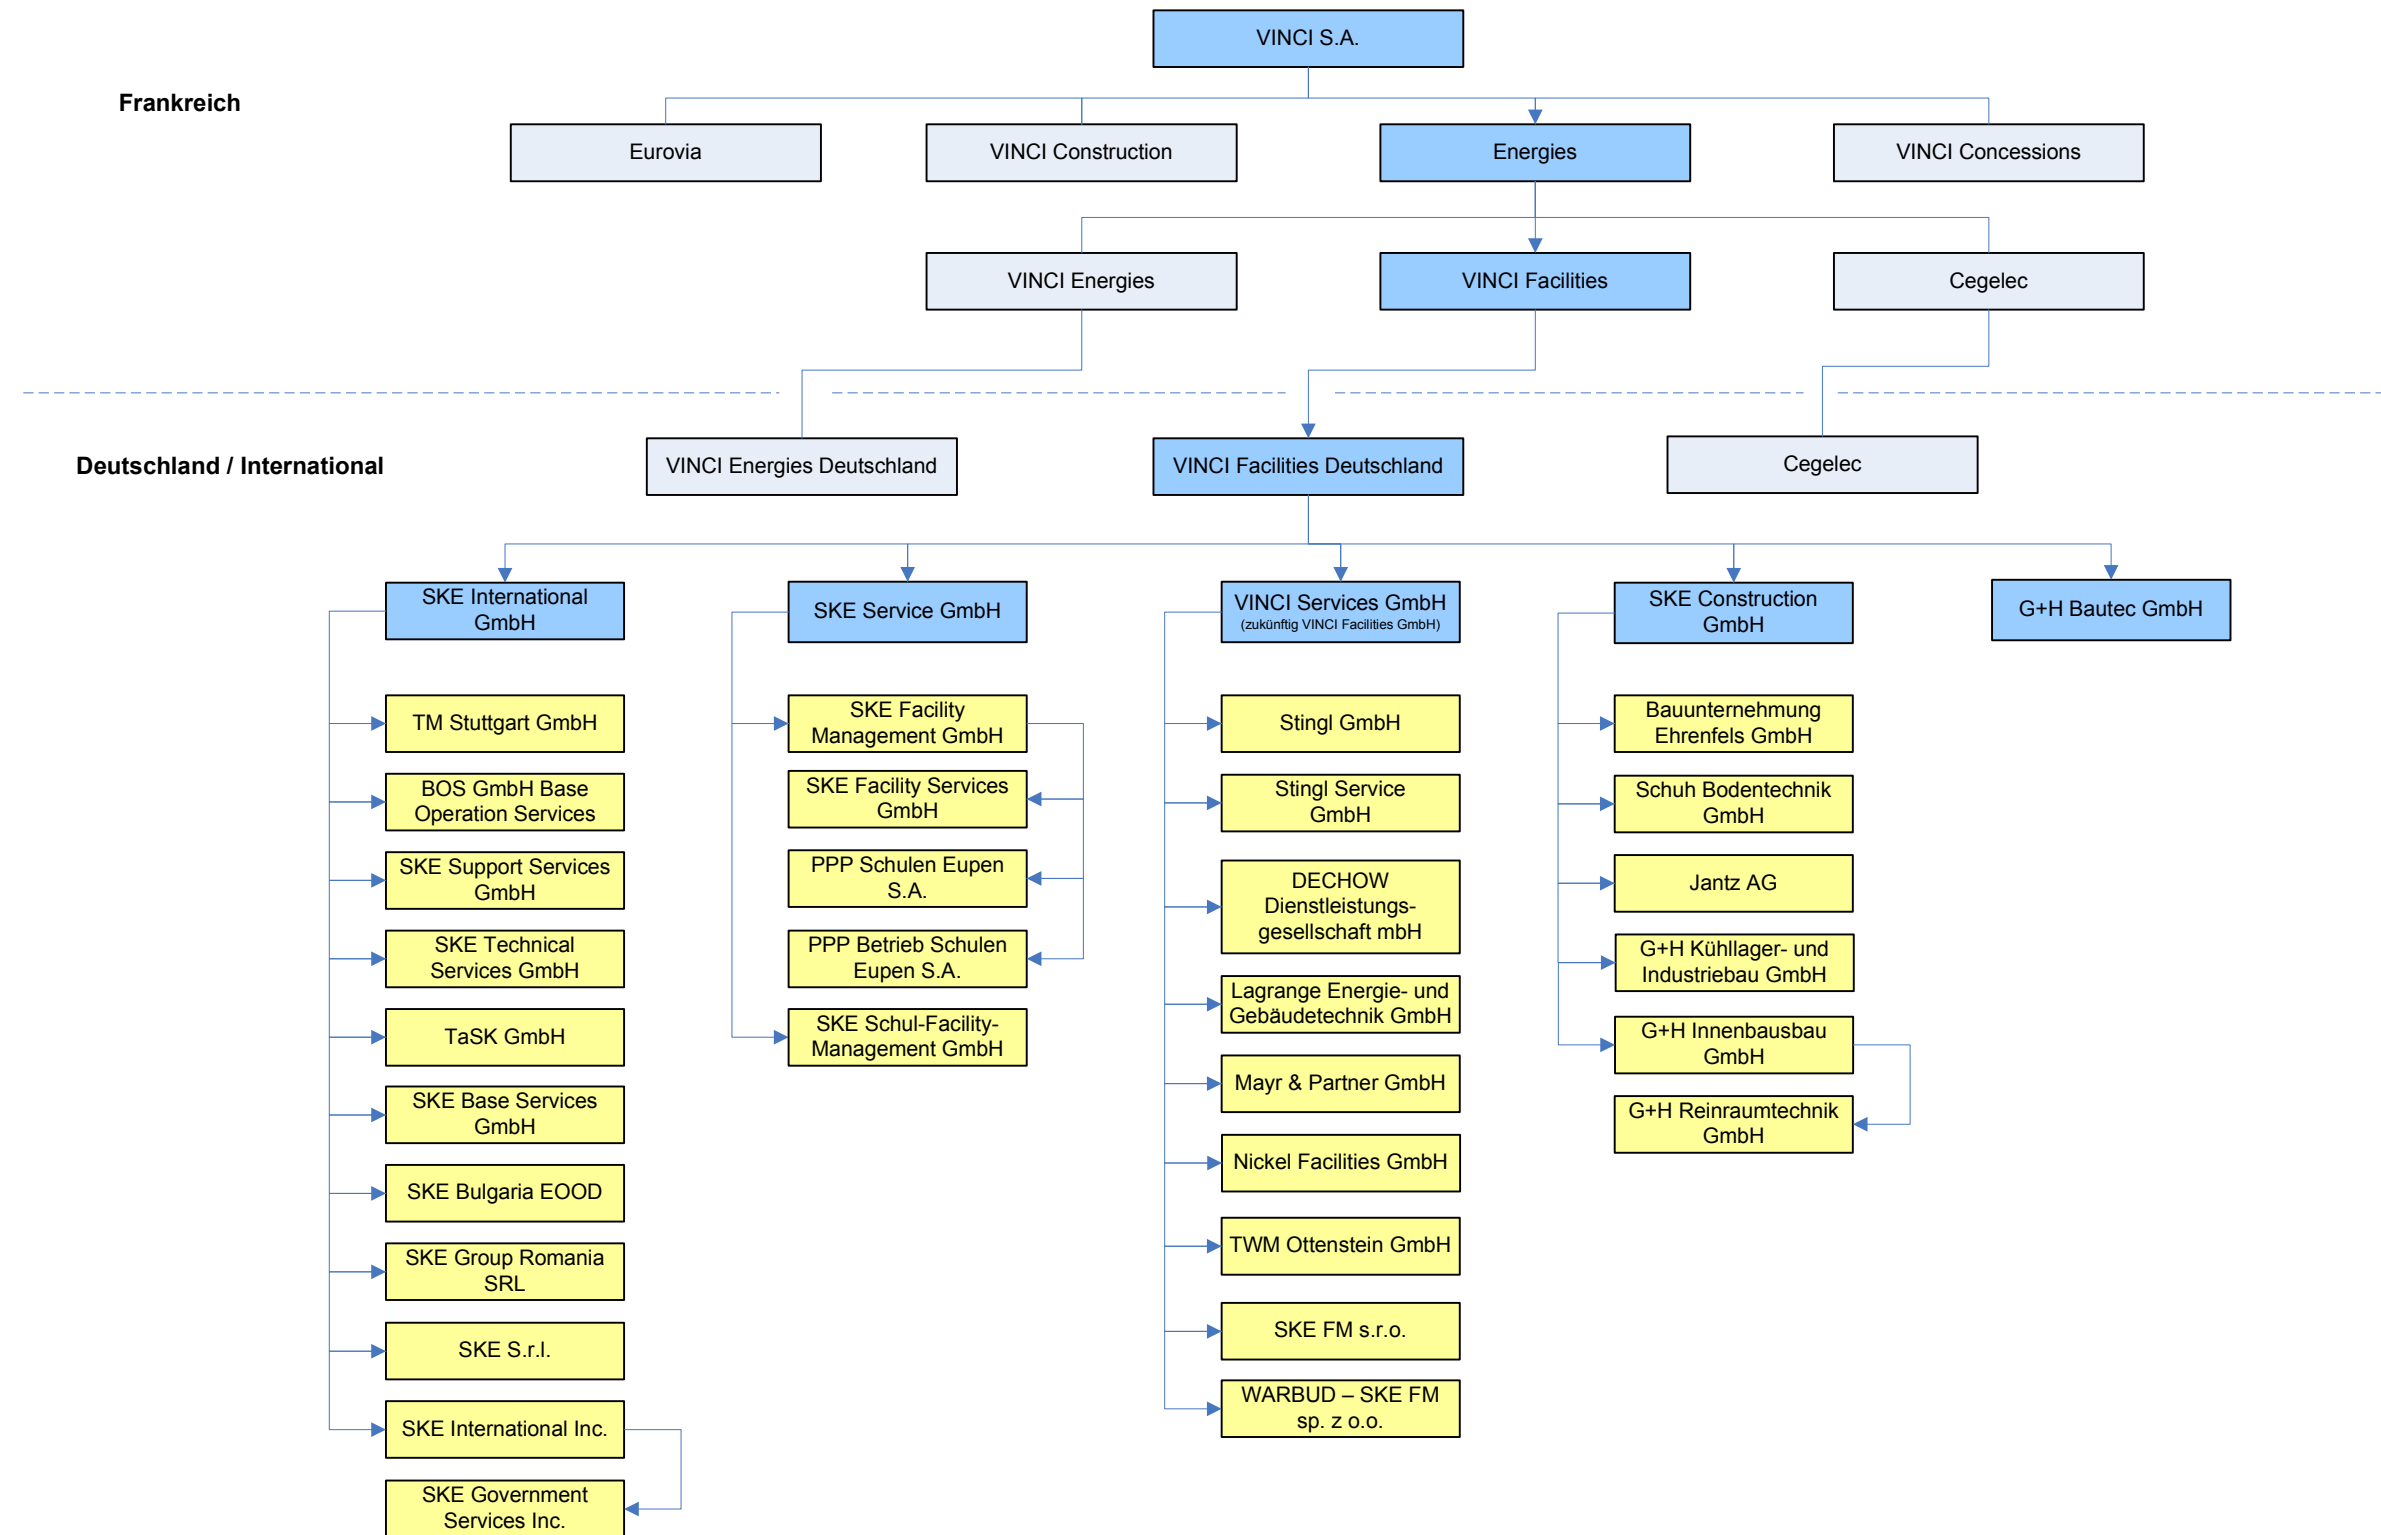 VINCI S.A.
Frankreich
Eurovia
VINCI Construction
Energies
VINCI Concessions
VINCI Energies
VINCI Facilities
Cegelec
Deutschland / International
VINCI Energies Deutschland
VINCI Facilities Deutschland
Cegelec
SKE International
GmbH
SKE Service GmbH
VINCI Services GmbH
(zukünftig VINCI Facilities GmbH)
SKE Construction
GmbH
G+H Bautec GmbH
TM Stuttgart GmbH
BOS GmbH Base
Operation Services
SKE Support Services
GmbH
SKE Technical
Services GmbH
TaSK GmbH
SKE Base Services
GmbH
SKE Bulgaria EOOD
SKE Group Romania
SRL
SKE S.r.l.
SKE International Inc.
SKE Government
Services Inc.
SKE Facility
Management GmbH
SKE Facility Services
GmbH
PPP Schulen Eupen
S.A.
PPP Betrieb Schulen
Eupen S.A.
SKE Schul-Facility-
Management GmbH
Stingl GmbH
Stingl Service
GmbH
DECHOW
Dienstleistungs-
gesellschaft mbH
Lagrange Energie- und
Gebäudetechnik GmbH
Mayr & Partner GmbH
Nickel Facilities GmbH
TWM Ottenstein GmbH
SKE FM s.r.o.
WARBUD – SKE FM
sp. z o.o.
Bauunternehmung
Ehrenfels GmbH
Schuh Bodentechnik
GmbH
Jantz AG
G+H Kühllager- und
Industriebau GmbH
G+H Innenbausbau
GmbH
G+H Reinraumtechnik
GmbH